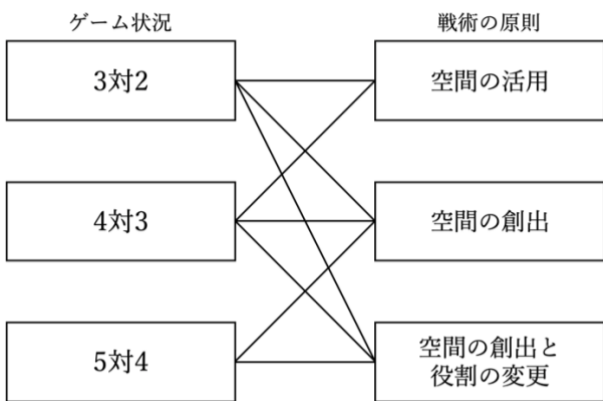 ゲーム状況
戦術の原則
3対2
空間の活用
4対3
空間の創出
5対4
空間の創出と
役割の変更